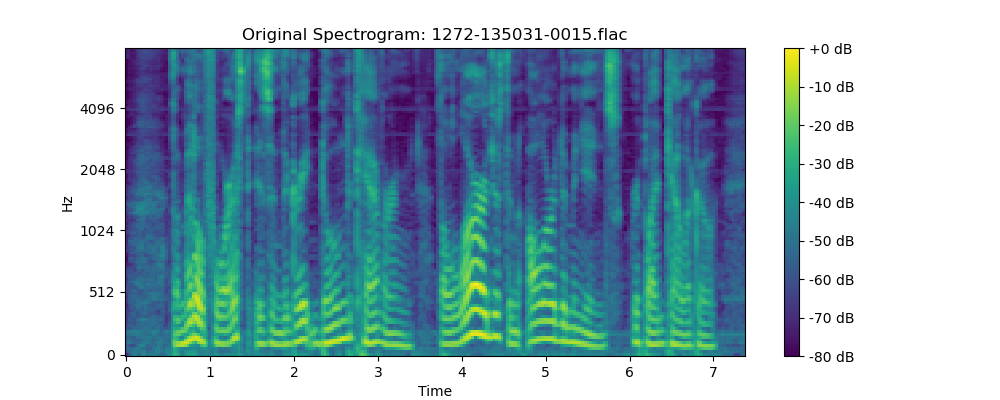 Original Spectrogram: 1272-135031-0015.flac
Hz
4096
2048
1024
512
0
0 1 2 3 4 5 6 7
Time
+0 dB
-10 dB
-20 dB
-30 dB
-40 dB
-50 dB
-60 dB
-70 dB
-80 dB